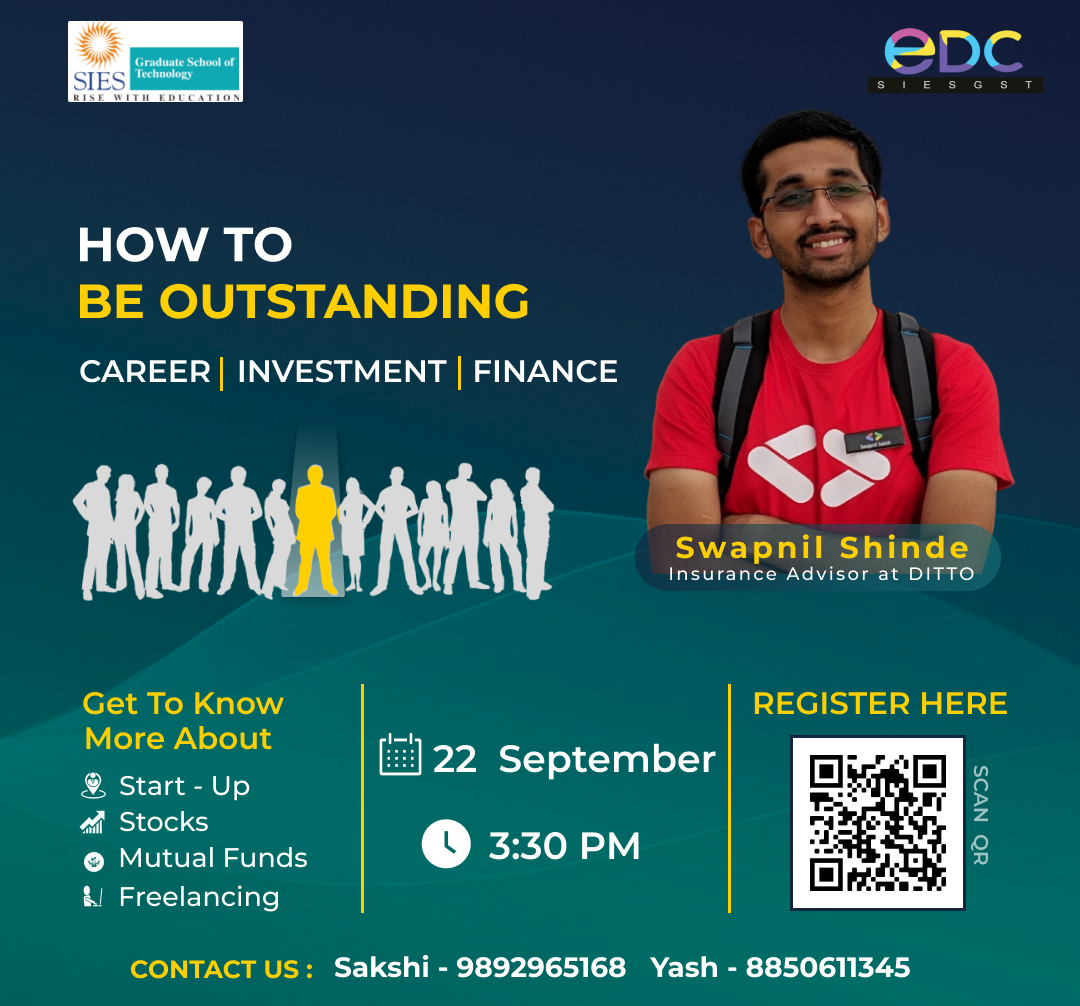 SIES
Graduate School of
Technology
RISE WITH EDUCATION
eDC
SIESGST
HOW TO
BE OUTSTANDING
CAREER | INVESTMENT | FINANCE
Swapnil Shinde
Insurance Advisor at DITTO
Get To Know
More About
Start - Up
Stocks
Mutual Funds
Freelancing
22 September
3:30 PM
REGISTER HERE
SCAN QR
CONTACT US : Sakshi - 9892965168 Yash - 8850611345